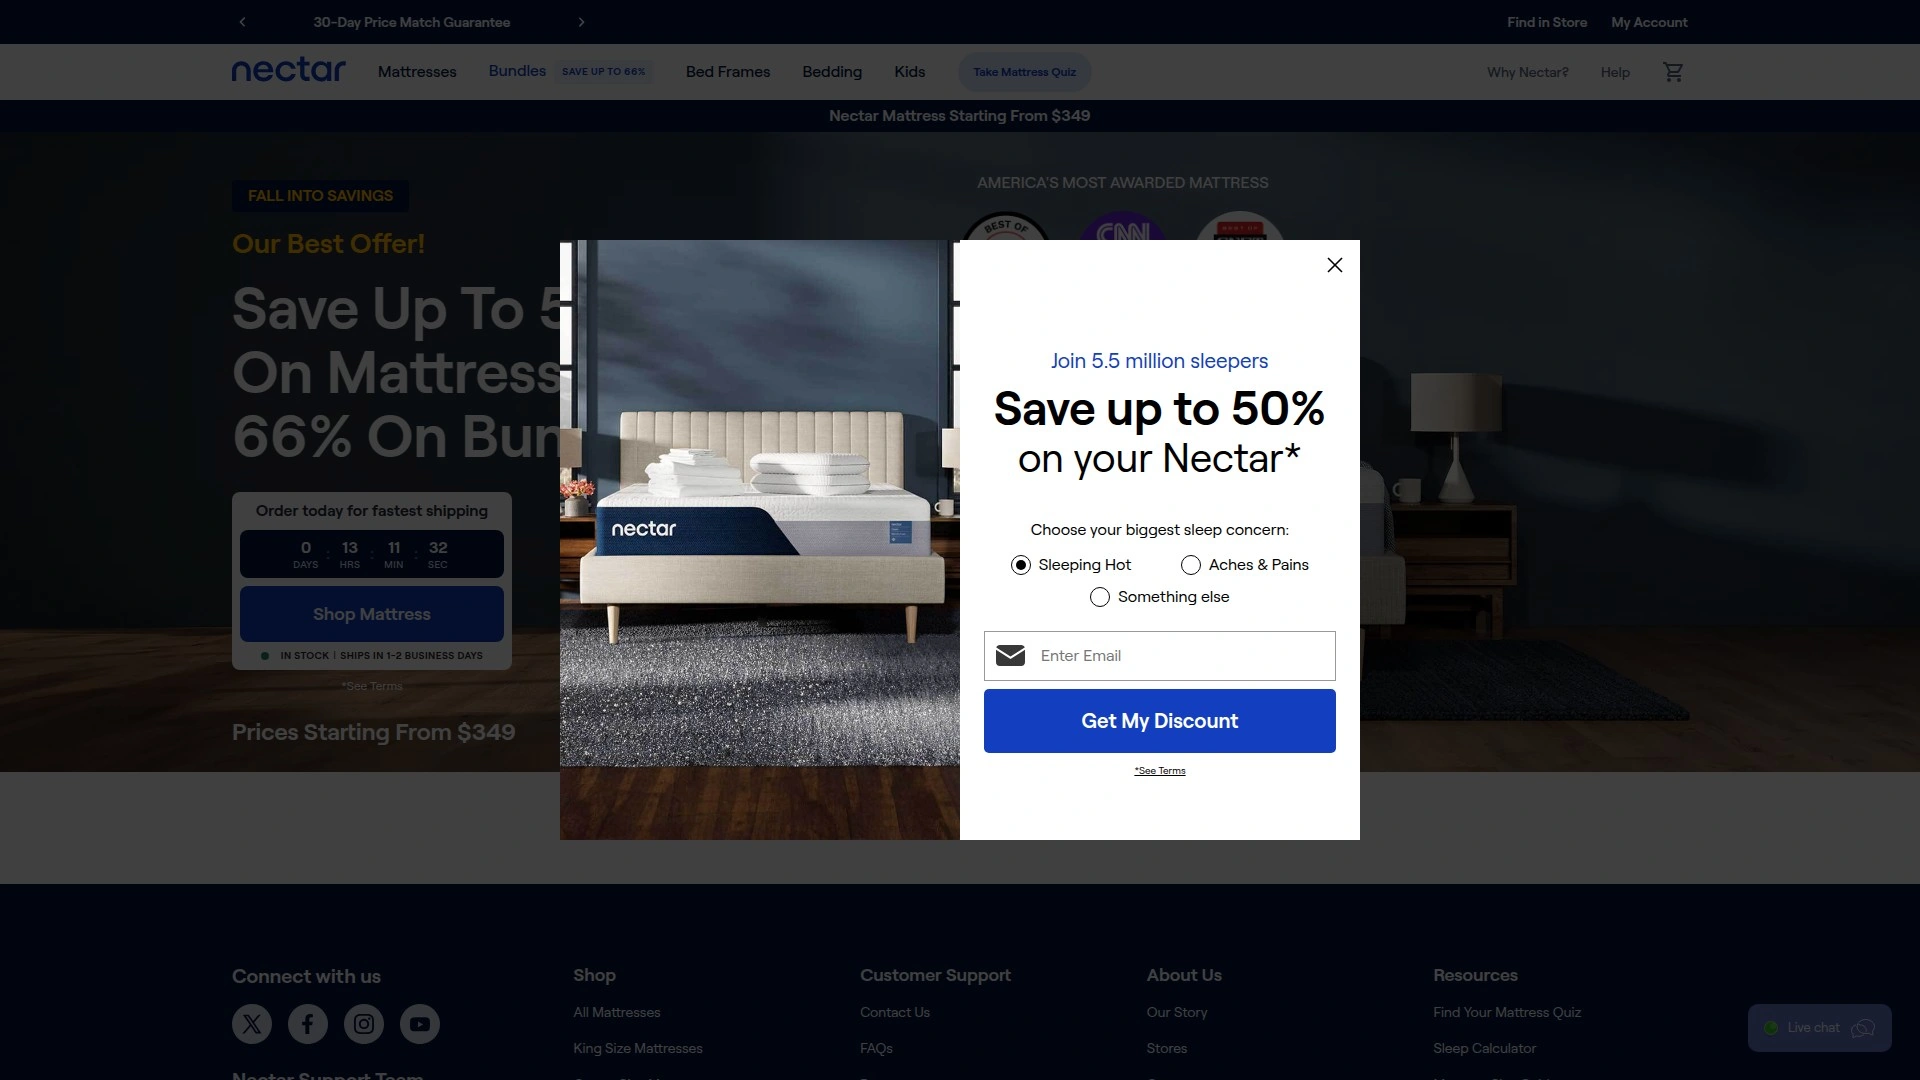 30-Day Price Match Guarantee
Find in Store
My Account
nectar
Mattresses
Bundles
SAVE UP TO 66%
Bed Frames
Bedding
Kids
Take Mattress Quiz
Why Nectar?
Help
Nectar Mattress Starting From $349
FALL INTO SAVINGS
Our Best Offer!
Save Up To 5
On Mattress
66% On Bun
Order today for fastest shipping
0 : 13 : 11 : 32
DAYS HRS MIN SEC
Shop Mattress
IN STOCK | SHIPS IN 1-2 BUSINESS DAYS
*See Terms
Prices Starting From $349
AMERICA'S MOST AWARDED MATTRESS
BEST OF
CNN
BEST OF
nectar
Join 5.5 million sleepers
Save up to 50%
on your Nectar*
Choose your biggest sleep concern:
Sleeping Hot
Aches & Pains
Something else
Enter Email
Get My Discount
*See Terms
Connect with us
Nectar Support Team
Shop
All Mattresses
King Size Mattresses
Customer Support
Contact Us
FAQs
About Us
Our Story
Stores
Resources
Find Your Mattress Quiz
Sleep Calculator
Live chat